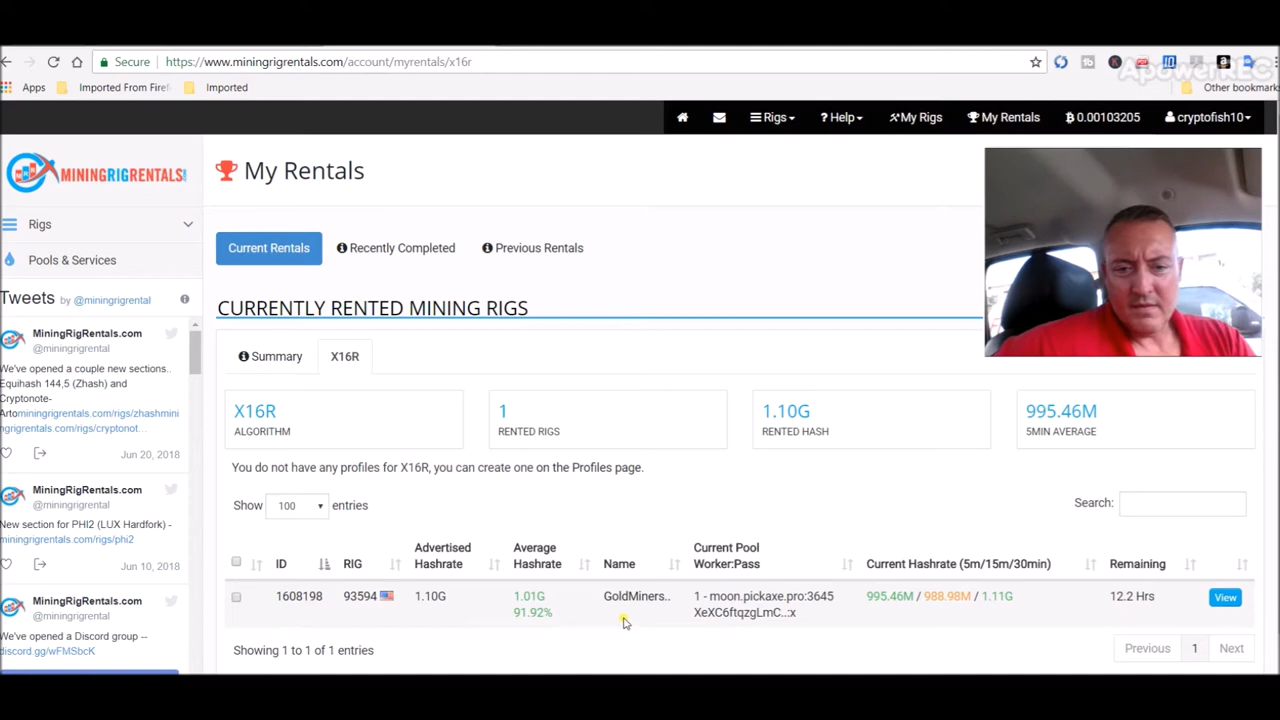 Secure https://www.miningrigrentals.com/account/myrentals/x16r
ApowerREC
Apps Imported From Firef Imported Other bookmark
Rigs Help My Rigs My Rentals 0.00103205 cryptofish10
MININGRIGRENTALS
My Rentals
Rigs
Current Rentals Recently Completed Previous Rentals
Pools & Services
Tweets by @miningrigrental
CURRENTLY RENTED MINING RIGS
MiningRigRentals.com
@miningrigrental
We've opened a couple new sections..
Equihash 144,5 (Zhash) and
Cryptonote-
Artominingrigrentals.com/rigs/zhashmini
ngrigrentals.com/rigs/cryptonot…
Jun 20, 2018
MiningRigRentals.com
@miningrigrental
New section for PHI2 (LUX Hardfork) -
miningrigrentals.com/rigs/phi2
Jun 10, 2018
MiningRigRentals.com
@miningrigrental
We've opened a Discord group --
discord.gg/wFMSbcK
Summary X16R
X16R
ALGORITHM
1
RENTED RIGS
1.10G
RENTED HASH
995.46M
5MIN AVERAGE
You do not have any profiles for X16R, you can create one on the Profiles page.
Show 100 entries Search:
ID RIG Advertised Hashrate Average Hashrate Name Current Pool Worker:Pass Current Hashrate (5m/15m/30min) Remaining
1608198 93594 1.10G 1.01G GoldMiners.. 1 - moon.pickaxe.pro:3645 995.46M / 988.98M / 1.11G 12.2 Hrs View
91.92% XeXC6ftqzgLmC..:x
Showing 1 to 1 of 1 entries Previous 1 Next